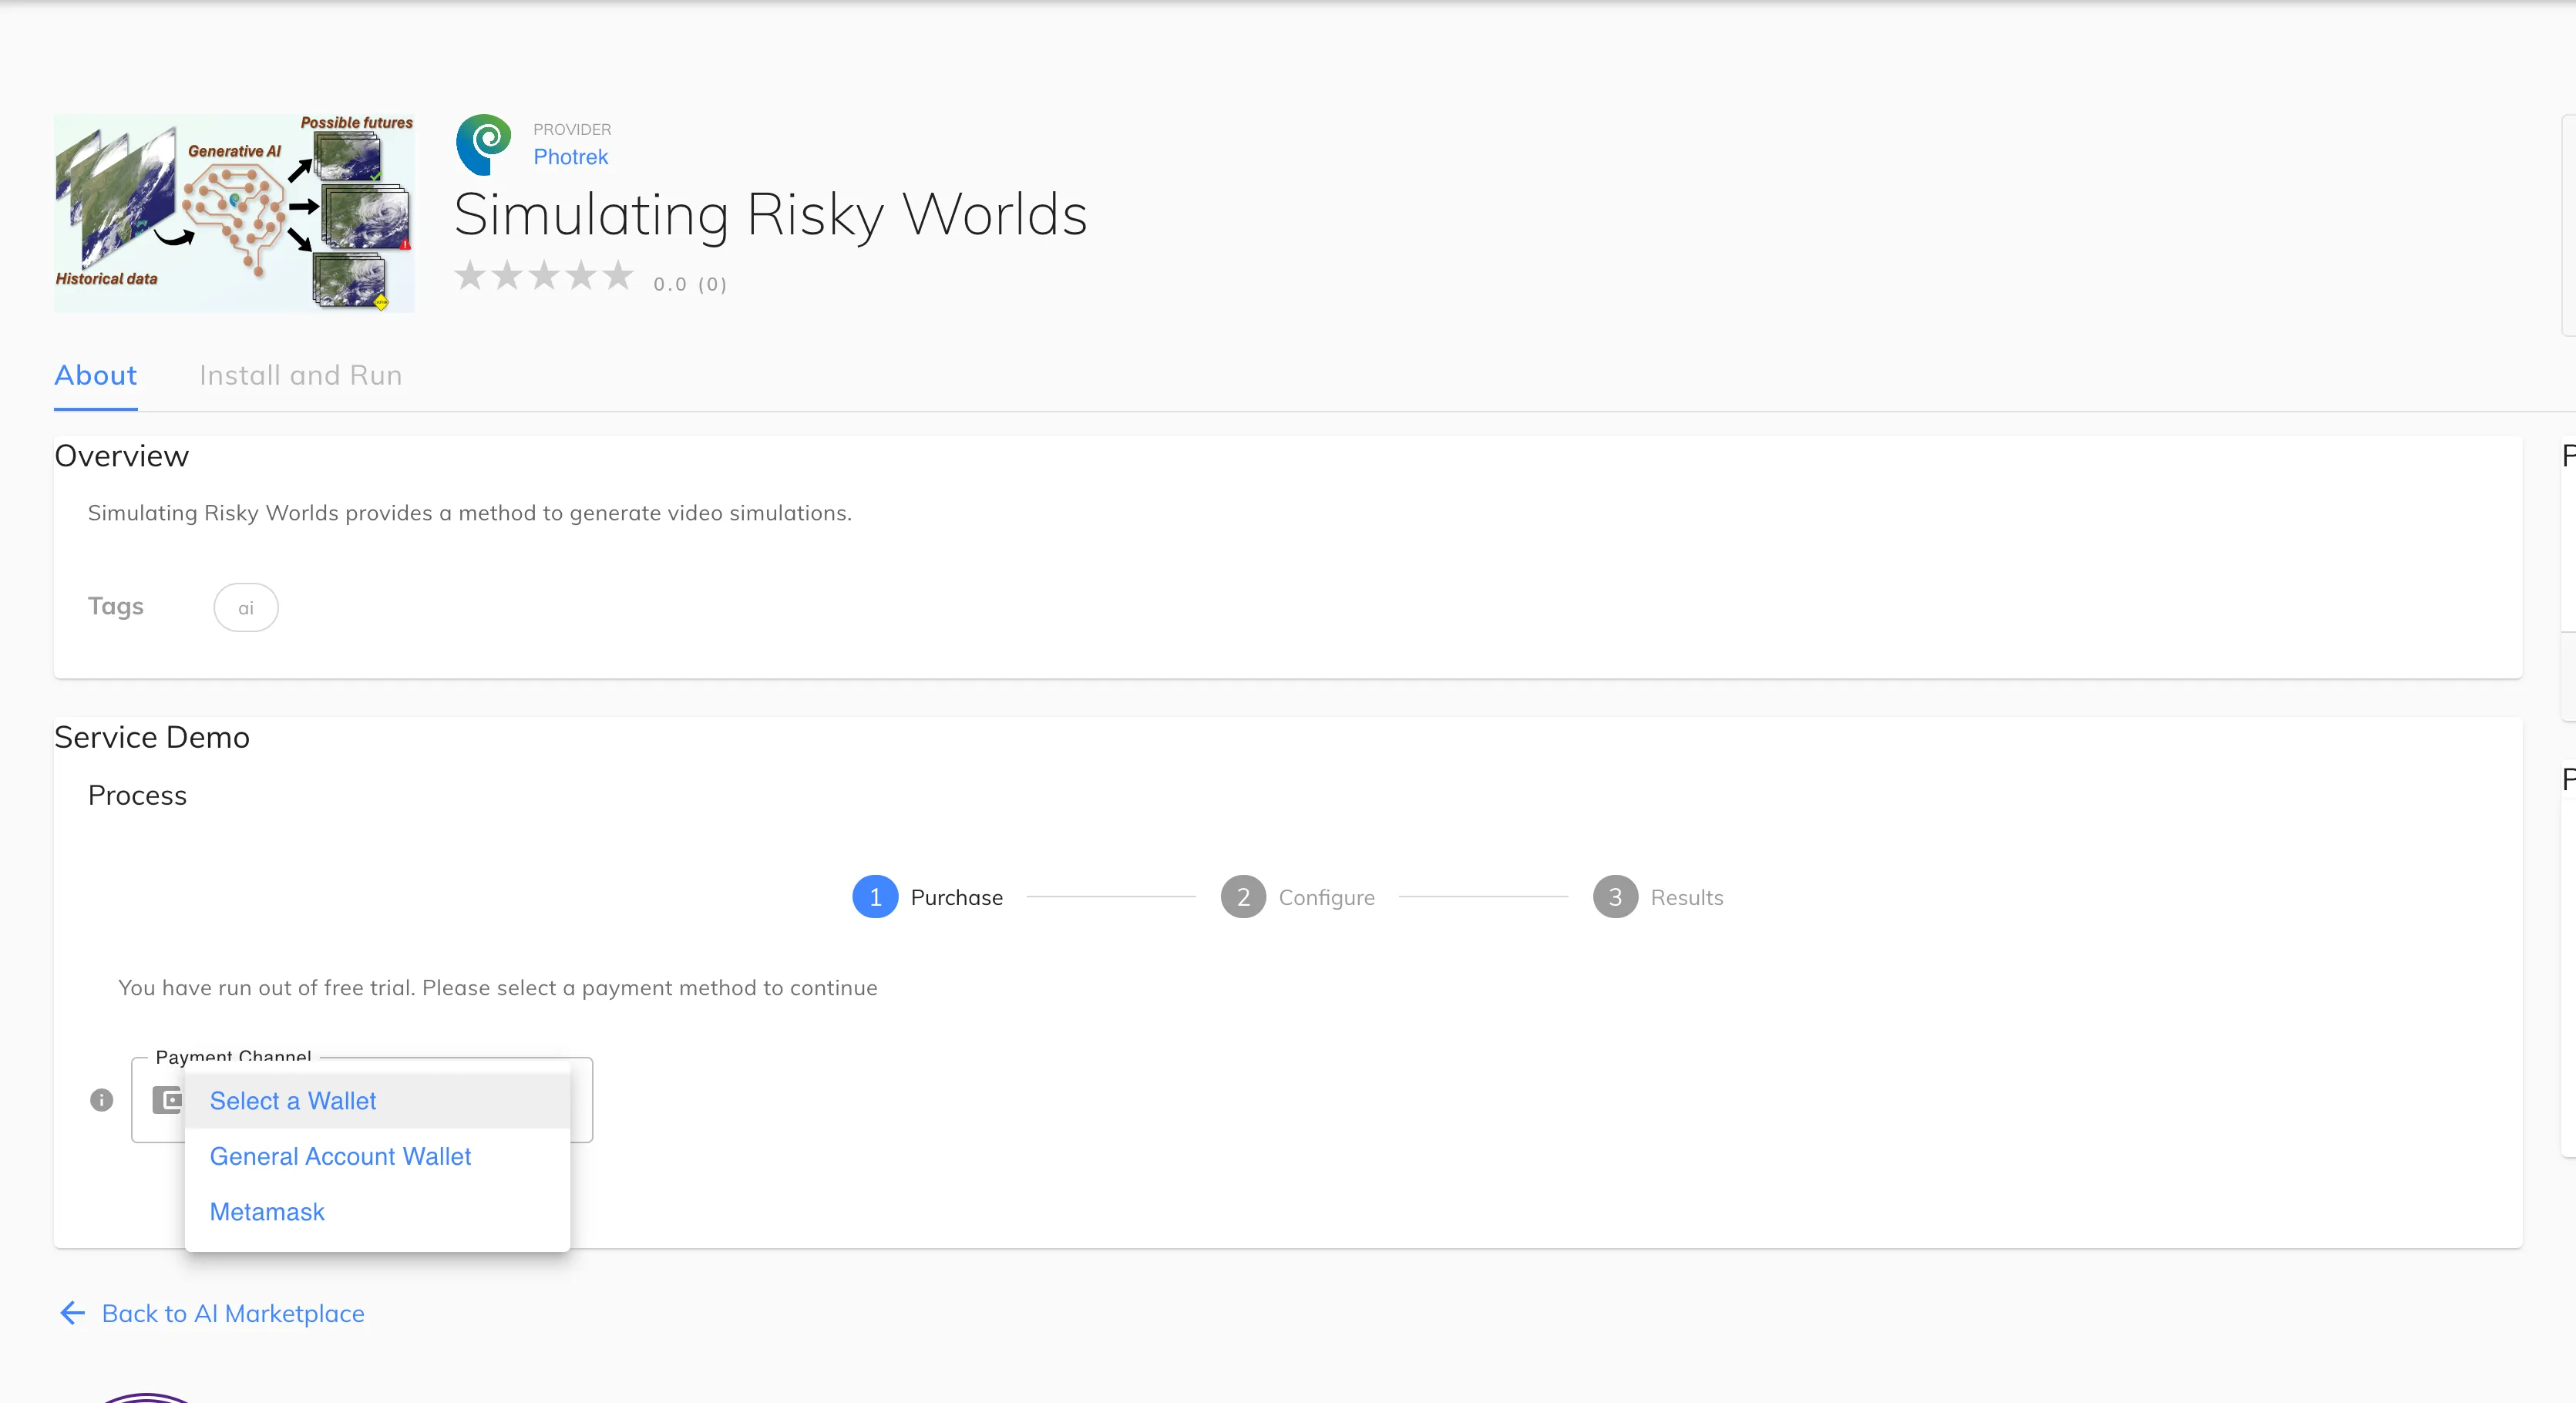 Possible futures
Generative AI
Historical data
PROVIDER
Photrek
Simulating Risky Worlds
0.0 (0)
About
Install and Run
Overview
Simulating Risky Worlds provides a method to generate video simulations.
Tags
ai
Service Demo
Process
1 Purchase
2 Configure
3 Results
You have run out of free trial. Please select a payment method to continue
Payment Channel
Select a Wallet
General Account Wallet
Metamask
Back to AI Marketplace